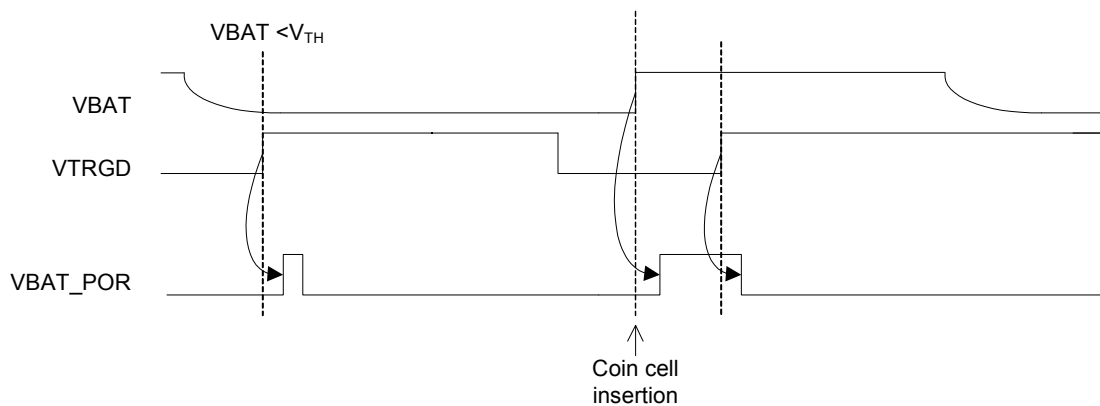 VBAT <VTH
VBAT
VTRGD
VBAT_POR
Coin cell
insertion